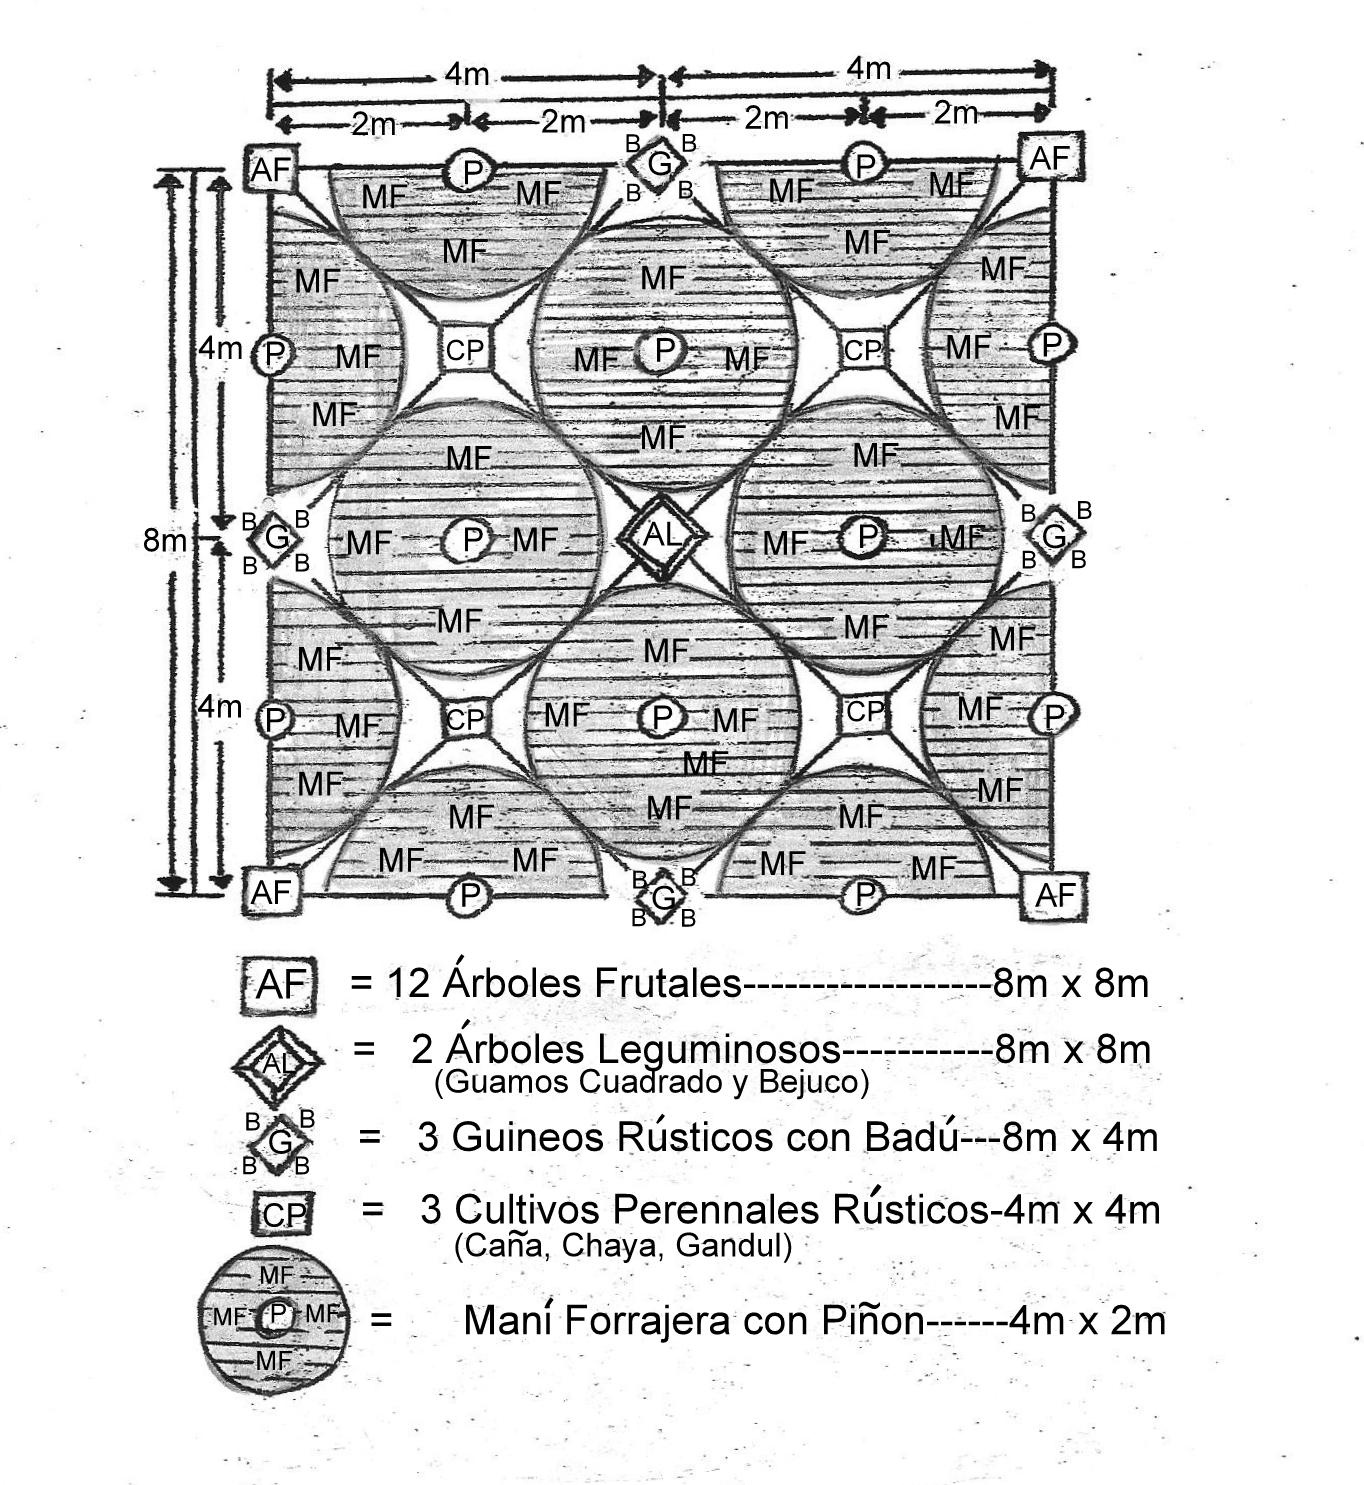 4m 4m
2m 2m 2m 2m
B B
AF P G P AF
B B
MF MF MF MF
MF MF
MF MF MF
4m P MF CP MF P MF CP MF P
MF MF MF
MF MF
B B B B
8m G MF P MF AL MF P MF G
B B B B
MF MF
MF MF MF
4m P MF CP MF P MF CP MF P
MF
MF MF MF
MF MF
MF MF MF MF
B B
AF P G P AF
B B
AF = 12 Árboles Frutales------------------8m x 8m
AL = 2 Árboles Leguminosos-----------8m x 8m
(Guamos Cuadrado y Bejuco)
B B
G = 3 Guineos Rústicos con Badú---8m x 4m
B B
CP = 3 Cultivos Perennales Rústicos-4m x 4m
(Caña, Chaya, Gandul)
MF
MF P MF = Maní Forrajera con Piñon------4m x 2m
MF